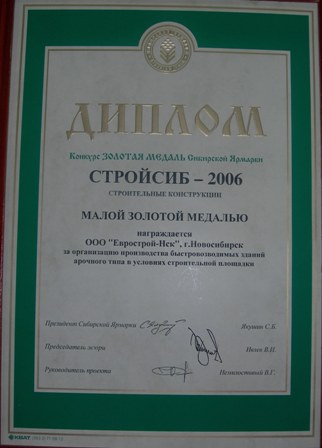 ДИПЛОМ
Конкурс ЗОЛОТАЯ МЕДАЛЬ Сибирской Ярмарки
СТРОЙСИБ – 2006
СТРОИТЕЛЬНЫЕ КОНСТРУКЦИИ
МАЛОЙ ЗОЛОТОЙ МЕДАЛЬЮ
награждается
ООО "Еврострой-Нск", г.Новосибирск
за организацию производства быстровозводимых зданий
арочного типа в условиях строительной площадки
Президент Сибирской Ярмарки Якушин С.Б.
Председатель жюри В.Н.
Руководитель проекта В.Г.